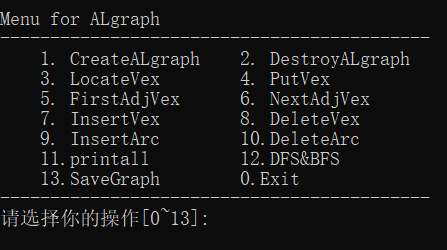 Menu for ALgraph
-------------------------------------------
1. CreateALgraph 2. DestroyALgraph
3. LocateVex 4. PutVex
5. FirstAdjVex 6. NextAdjVex
7. InsertVex 8. DeleteVex
9. InsertArc 10.DeleteArc
11.printall 12.DFS&BFS
13.SaveGraph 0.Exit
-------------------------------------------
请选择你的操作[0~13]: